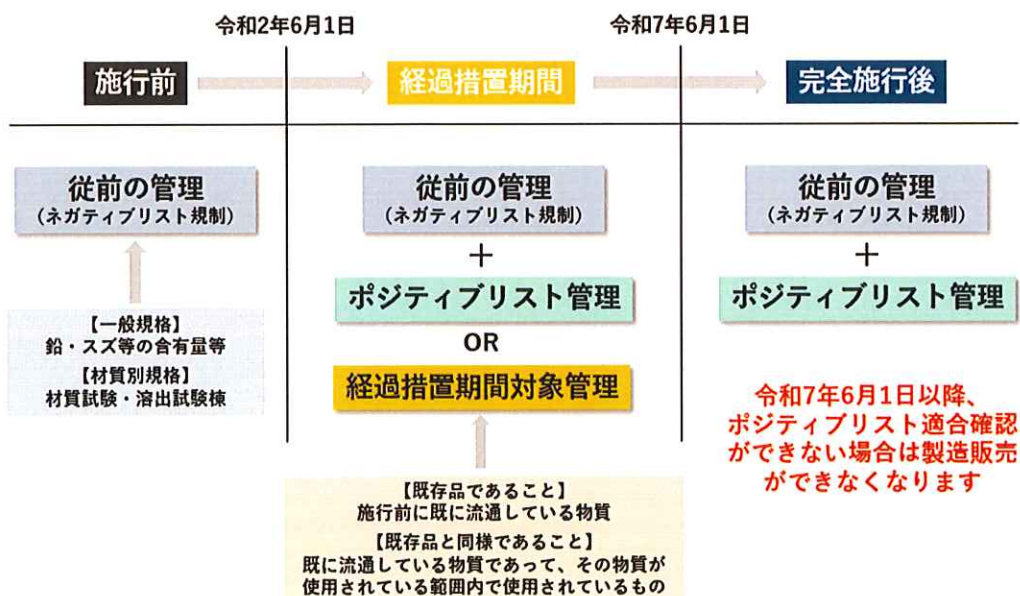 令和2年6月1日
令和7年6月1日
施行前
経過措置期間
完全施行後
従前の管理
（ネガティブリスト規制）
【一般規格】
鉛・スズ等の含有量等
【材質別規格】
材質試験・溶出試験棟
従前の管理
（ネガティブリスト規制）
＋
ポジティブリスト管理
OR
経過措置期間対象管理
【既存品であること】
施行前に既に流通している物質
【既存品と同様であること】
既に流通している物質であって、その物質が
使用されている範囲内で使用されているもの
従前の管理
（ネガティブリスト規制）
＋
ポジティブリスト管理
令和7年6月1日以降、
ポジティブリスト適合確認
ができない場合は製造販売
ができなくなります